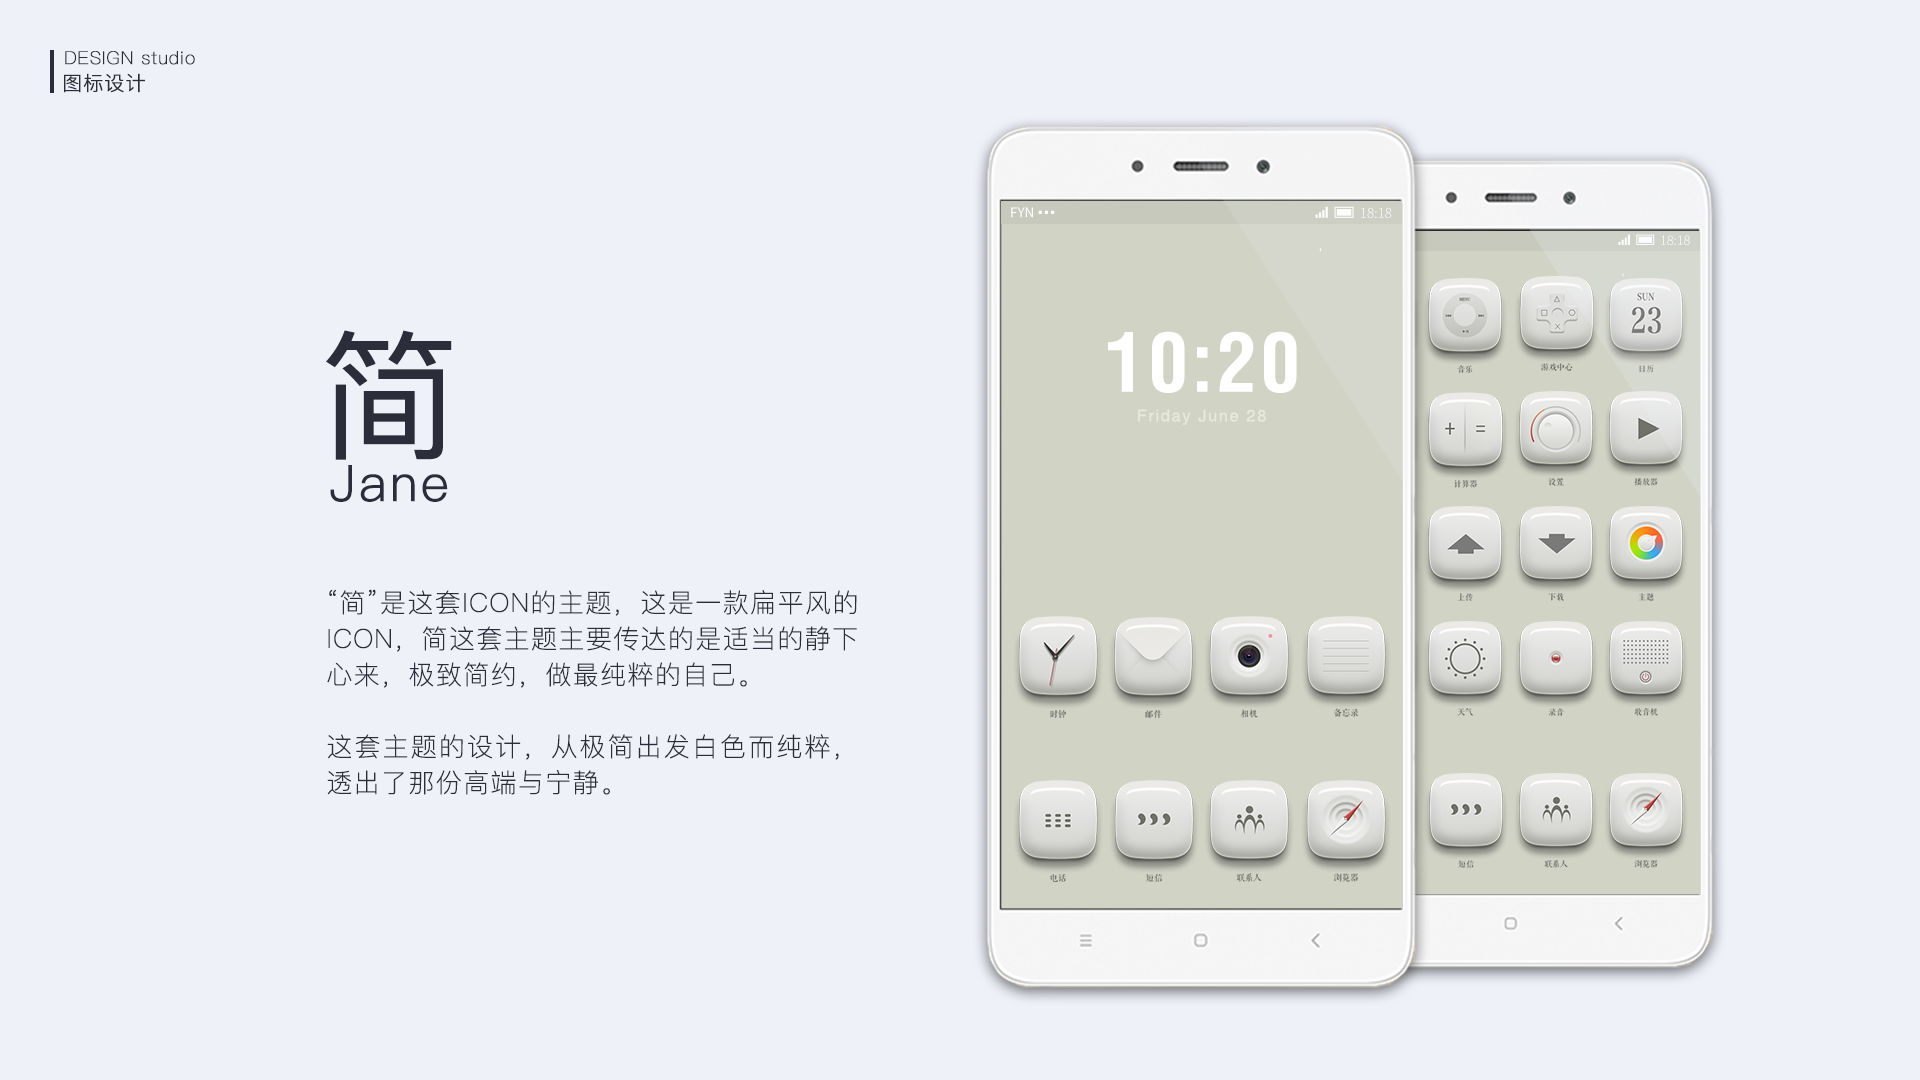 DESIGN studio
图标设计
简
Jane
“简”是这套ICON的主题，这是一款扁平风的
ICON，简这套主题主要传达的是适当的静下
心来，极致简约，做最纯粹的自己。
这套主题的设计，从极简出发白色而纯粹，
透出了那份高端与宁静。
FYN
18:18
10:20
Friday June 28
时钟
邮件
相机
备忘录
电话
短信
联系人
浏览器
18:18
MENU
SUN
23
音乐
游戏中心
日历
+ =
计算器
设置
播放器
上传
下载
主题
天气
录音
收音机
短信
联系人
浏览器